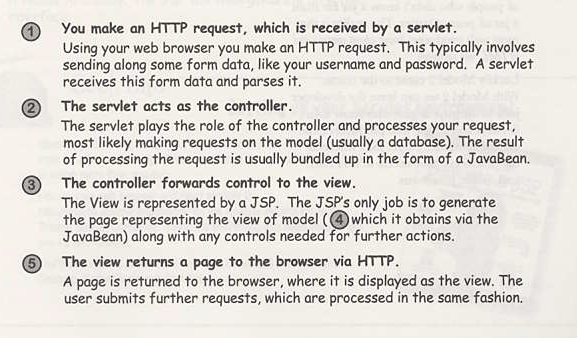 1 You make an HTTP request, which is received by a servlet.
Using your web browser you make an HTTP request. This typically involves
sending along some form data, like your username and password. A servlet
receives this form data and parses it.
2 The servlet acts as the controller.
The servlet plays the role of the controller and processes your request,
most likely making requests on the model (usually a database). The result
of processing the request is usually bundled up in the form of a JavaBean.
3 The controller forwards control to the view.
The View is represented by a JSP. The JSP's only job is to generate
the page representing the view of model (4 which it obtains via the
JavaBean) along with any controls needed for further actions.
5 The view returns a page to the browser via HTTP.
A page is returned to the browser, where it is displayed as the view. The
user submits further requests, which are processed in the same fashion.